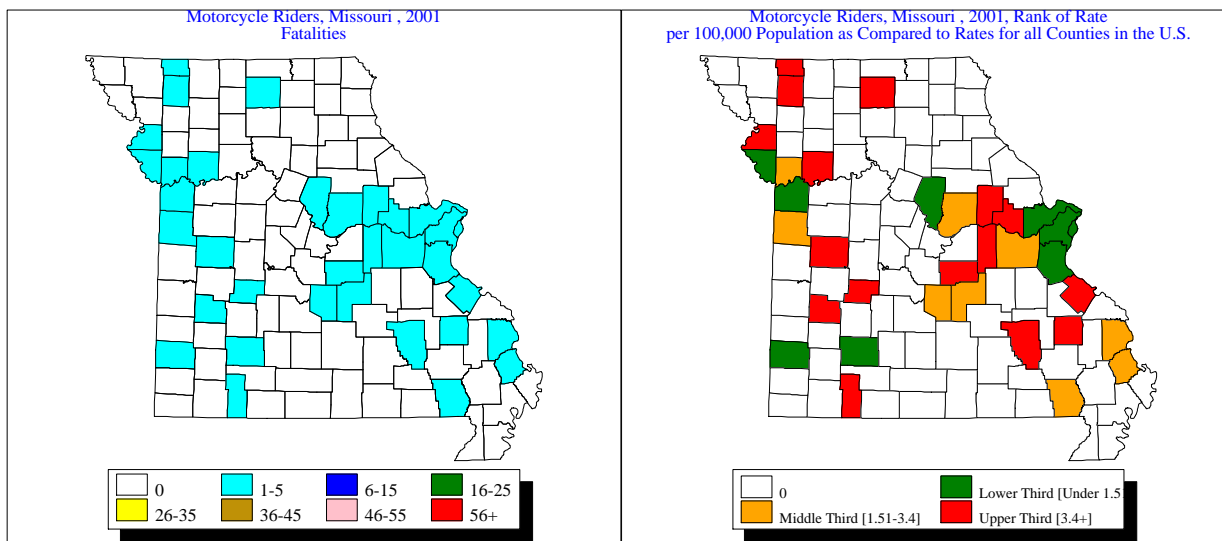 Motorcycle Riders, Missouri , 2001
Fatalities
0
1-5
6-15
16-25
26-35
36-45
46-55
56+
Motorcycle Riders, Missouri , 2001, Rank of Rate
per 100,000 Population as Compared to Rates for all Counties in the U.S.
0
Lower Third [Under 1.5
Middle Third [1.51-3.4]
Upper Third [3.4+]